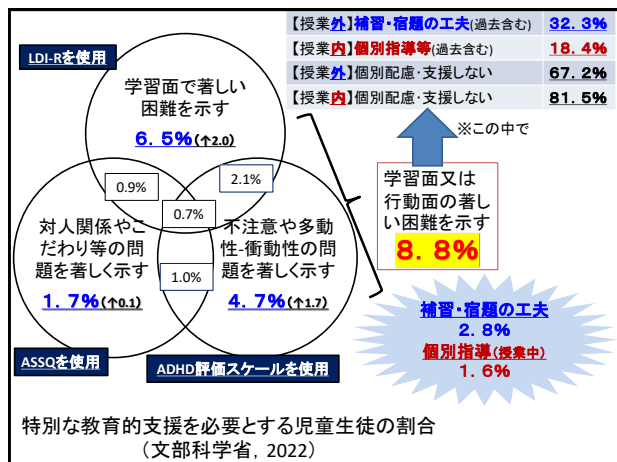 【授業外】補習・宿題の工夫(過去含む) 32.3%
【授業内】個別指導等(過去含む) 18.4%
【授業外】個別配慮・支援しない 67.2%
【授業内】個別配慮・支援しない 81.5%
LDI-Rを使用
学習面で著しい
困難を示す
6.5%(↑2.0)
※この中で
0.9%
2.1%
0.7%
1.0%
対人関係やこ
だわり等の問
題を著しく示す
1.7%(↑0.1)
不注意や多動
性-衝動性の問
題を著しく示す
4.7%(↑1.7)
学習面又は
行動面の著し
い困難を示す
8.8%
補習・宿題の工夫
2.8%
個別指導(授業中)
1.6%
ASSQを使用
ADHD評価スケールを使用
特別な教育的支援を必要とする児童生徒の割合
(文部科学省, 2022)